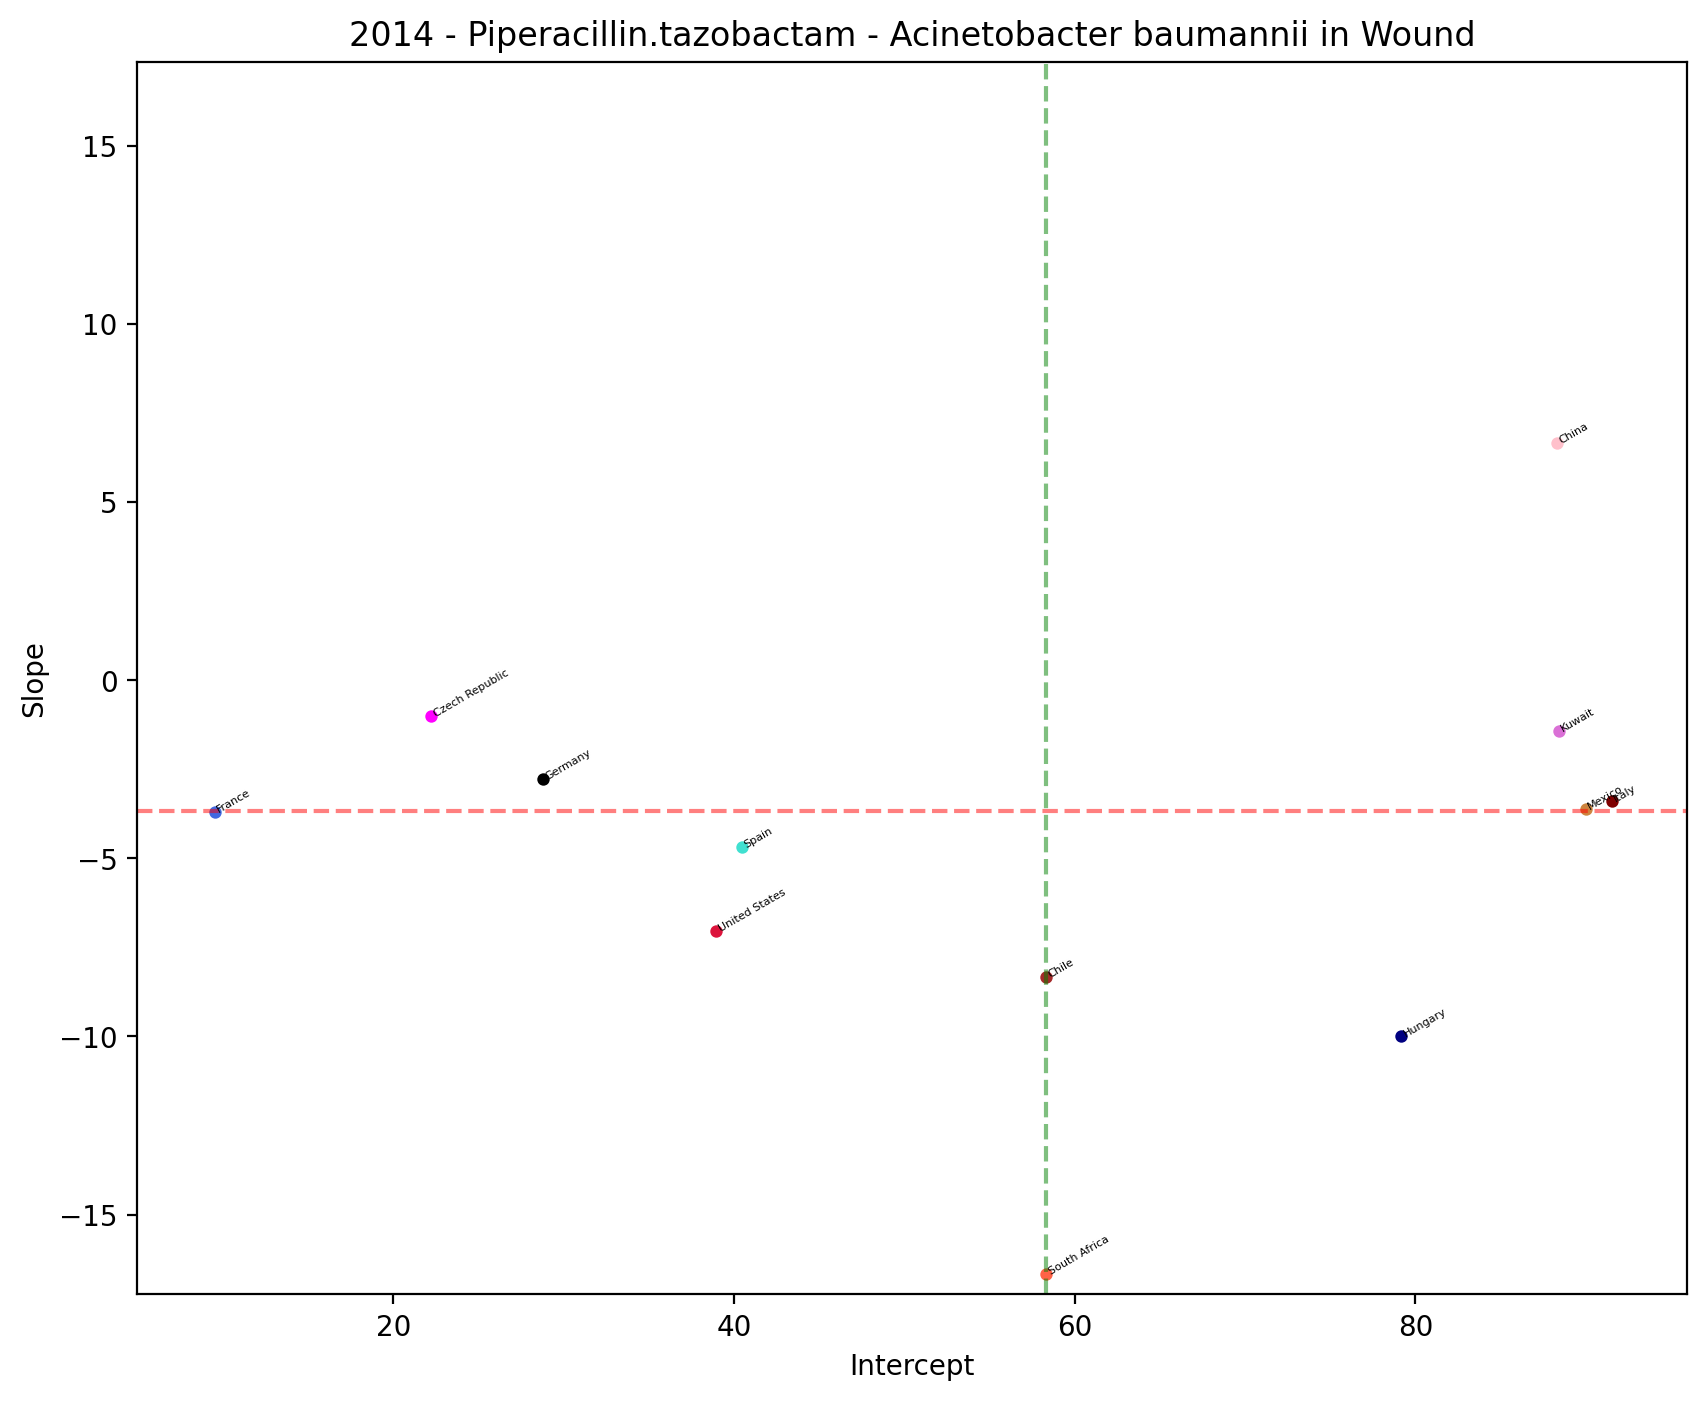 2014 - Piperacillin.tazobactam - Acinetobacter baumannii in Wound
15
10
5
0
−5
−10
−15
Slope
China
Czech Republic
Kuwait
Germany
France
Mexico
Italy
Spain
United States
Chile
Hungary
South Africa
20
40
60
80
Intercept